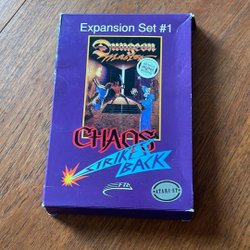 Expansion Set #1
Dungeon
Master
CHAOS
STRIKES
BACK
FTL
ATARI ST